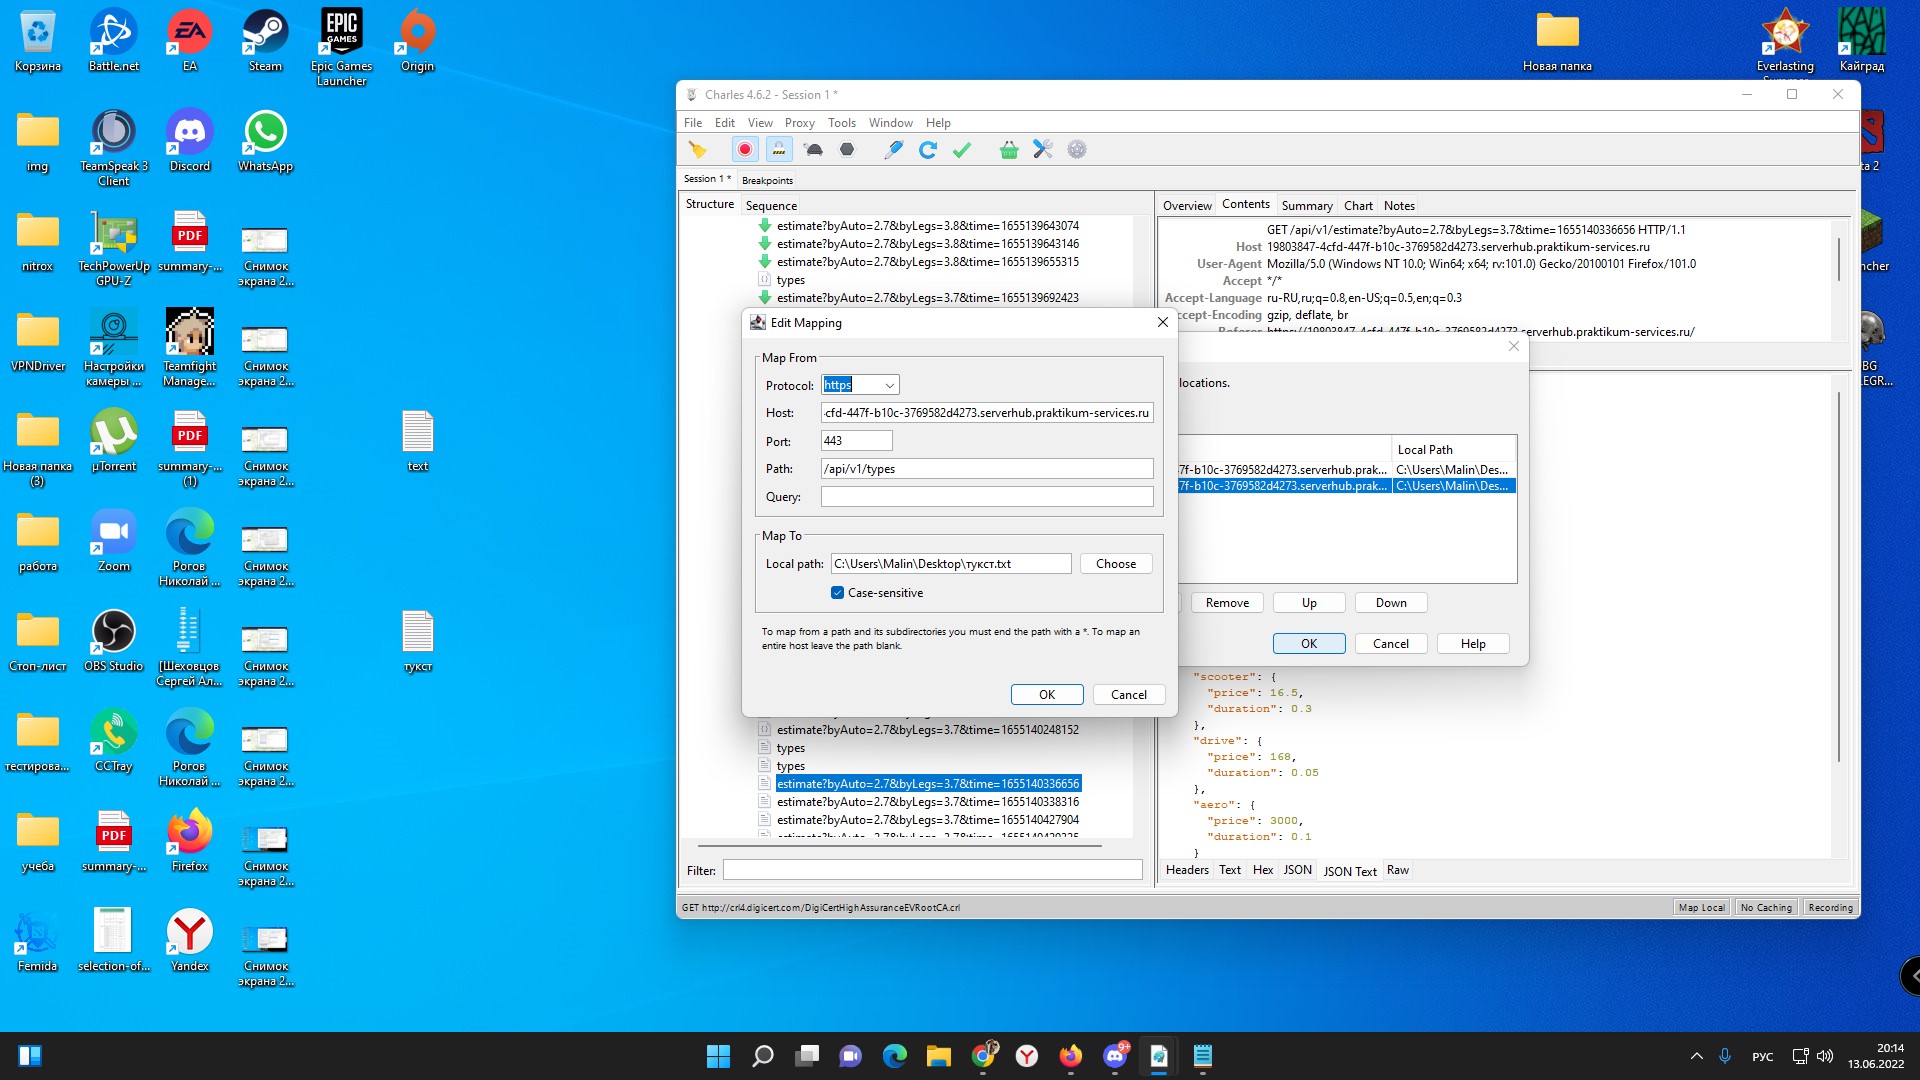 Корзина
Battle.net
EA
Steam
Epic Games Launcher
Origin
Новая папка
Everlasting
Кайград
img
TeamSpeak 3 Client
Discord
WhatsApp
nitrox
TechPowerUp GPU-Z
summary-...
Снимок экрана 2...
VPNDriver
Настройки камеры ...
Teamfight Manage...
Снимок экрана 2...
Новая папка (3)
µTorrent
summary-... (1)
Снимок экрана 2...
text
работа
Zoom
Рогов Николай ...
Снимок экрана 2...
Стоп-лист
OBS Studio
[Шеховцов Сергей Ал...
Снимок экрана 2...
тукст
тестирова...
CCTray
Рогов Николай ...
Снимок экрана 2...
учеба
summary-...
Firefox
Снимок экрана 2...
Femida
selection-of...
Yandex
Снимок экрана 2...
Charles 4.6.2 - Session 1 *
File Edit View Proxy Tools Window Help
Session 1 * Breakpoints
Structure Sequence
estimate?byAuto=2.7&byLegs=3.8&time=1655139643074
estimate?byAuto=2.7&byLegs=3.8&time=1655139643146
estimate?byAuto=2.7&byLegs=3.8&time=1655139655315
types
estimate?byAuto=2.7&byLegs=3.7&time=1655139692423
Edit Mapping
Map From
Protocol: https
Host: cfd-447f-b10c-3769582d4273.serverhub.praktikum-services.ru
Port: 443
Path: /api/v1/types
Query:
Map To
Local path: C:\Users\Malin\Desktop\тукст.txt Choose
Case-sensitive
To map from a path and its subdirectories you must end the path with a *. To map an
entire host leave the path blank.
OK Cancel
estimate?byAuto=2.7&byLegs=3.7&time=1655140248152
types
types
estimate?byAuto=2.7&byLegs=3.7&time=1655140336656
estimate?byAuto=2.7&byLegs=3.7&time=1655140338316
estimate?byAuto=2.7&byLegs=3.7&time=1655140427904
Filter:
Overview Contents Summary Chart Notes
GET /api/v1/estimate?byAuto=2.7&byLegs=3.7&time=1655140336656 HTTP/1.1
Host 19803847-4cfd-447f-b10c-3769582d4273.serverhub.praktikum-services.ru
User-Agent Mozilla/5.0 (Windows NT 10.0; Win64; x64; rv:101.0) Gecko/20100101 Firefox/101.0
Accept */*
Accept-Language ru-RU,ru;q=0.8,en-US;q=0.5,en;q=0.3
ccept-Encoding gzip, deflate, br
Referer https://19803847-4cfd-447f-b10c-3769582d4273.serverhub.praktikum-services.ru/
locations.
Local Path
7f-b10c-3769582d4273.serverhub.prak... C:\Users\Malin\Des...
7f-b10c-3769582d4273.serverhub.prak... C:\Users\Malin\Des...
Remove Up Down
OK Cancel Help
"scooter": {
"price": 16.5,
"duration": 0.3
},
"drive": {
"price": 168,
"duration": 0.05
},
"aero": {
"price": 3000,
"duration": 0.1
}
Headers Text Hex JSON JSON Text Raw
GET http://crl4.digicert.com/DigiCertHighAssuranceEVRootCA.crl
Map Local No Caching Recording
РУС
20:14
13.06.2022